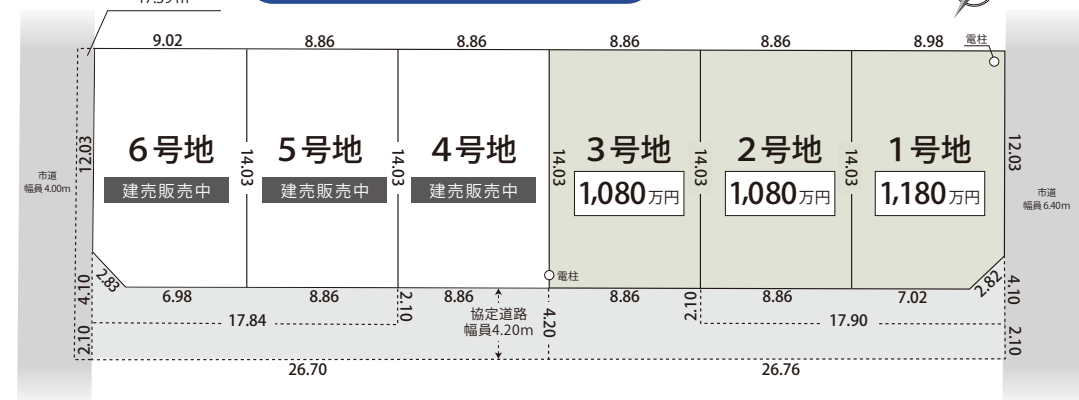 9.02
8.86
8.86
8.86
8.86
8.98
電柱
12.03
6号地
建売販売中
14.03
5号地
建売販売中
14.03
4号地
建売販売中
14.03
3号地
1,080万円
14.03
2号地
1,080万円
14.03
1号地
1,180万円
12.03
市道
幅員4.00m
市道
幅員6.40m
電柱
2.83
4.10
6.98
8.86
2.10
8.86
8.86
2.10
8.86
7.02
2.82
4.10
2.10
17.84
協定道路
幅員4.20m
4.20
17.90
2.10
26.70
26.76